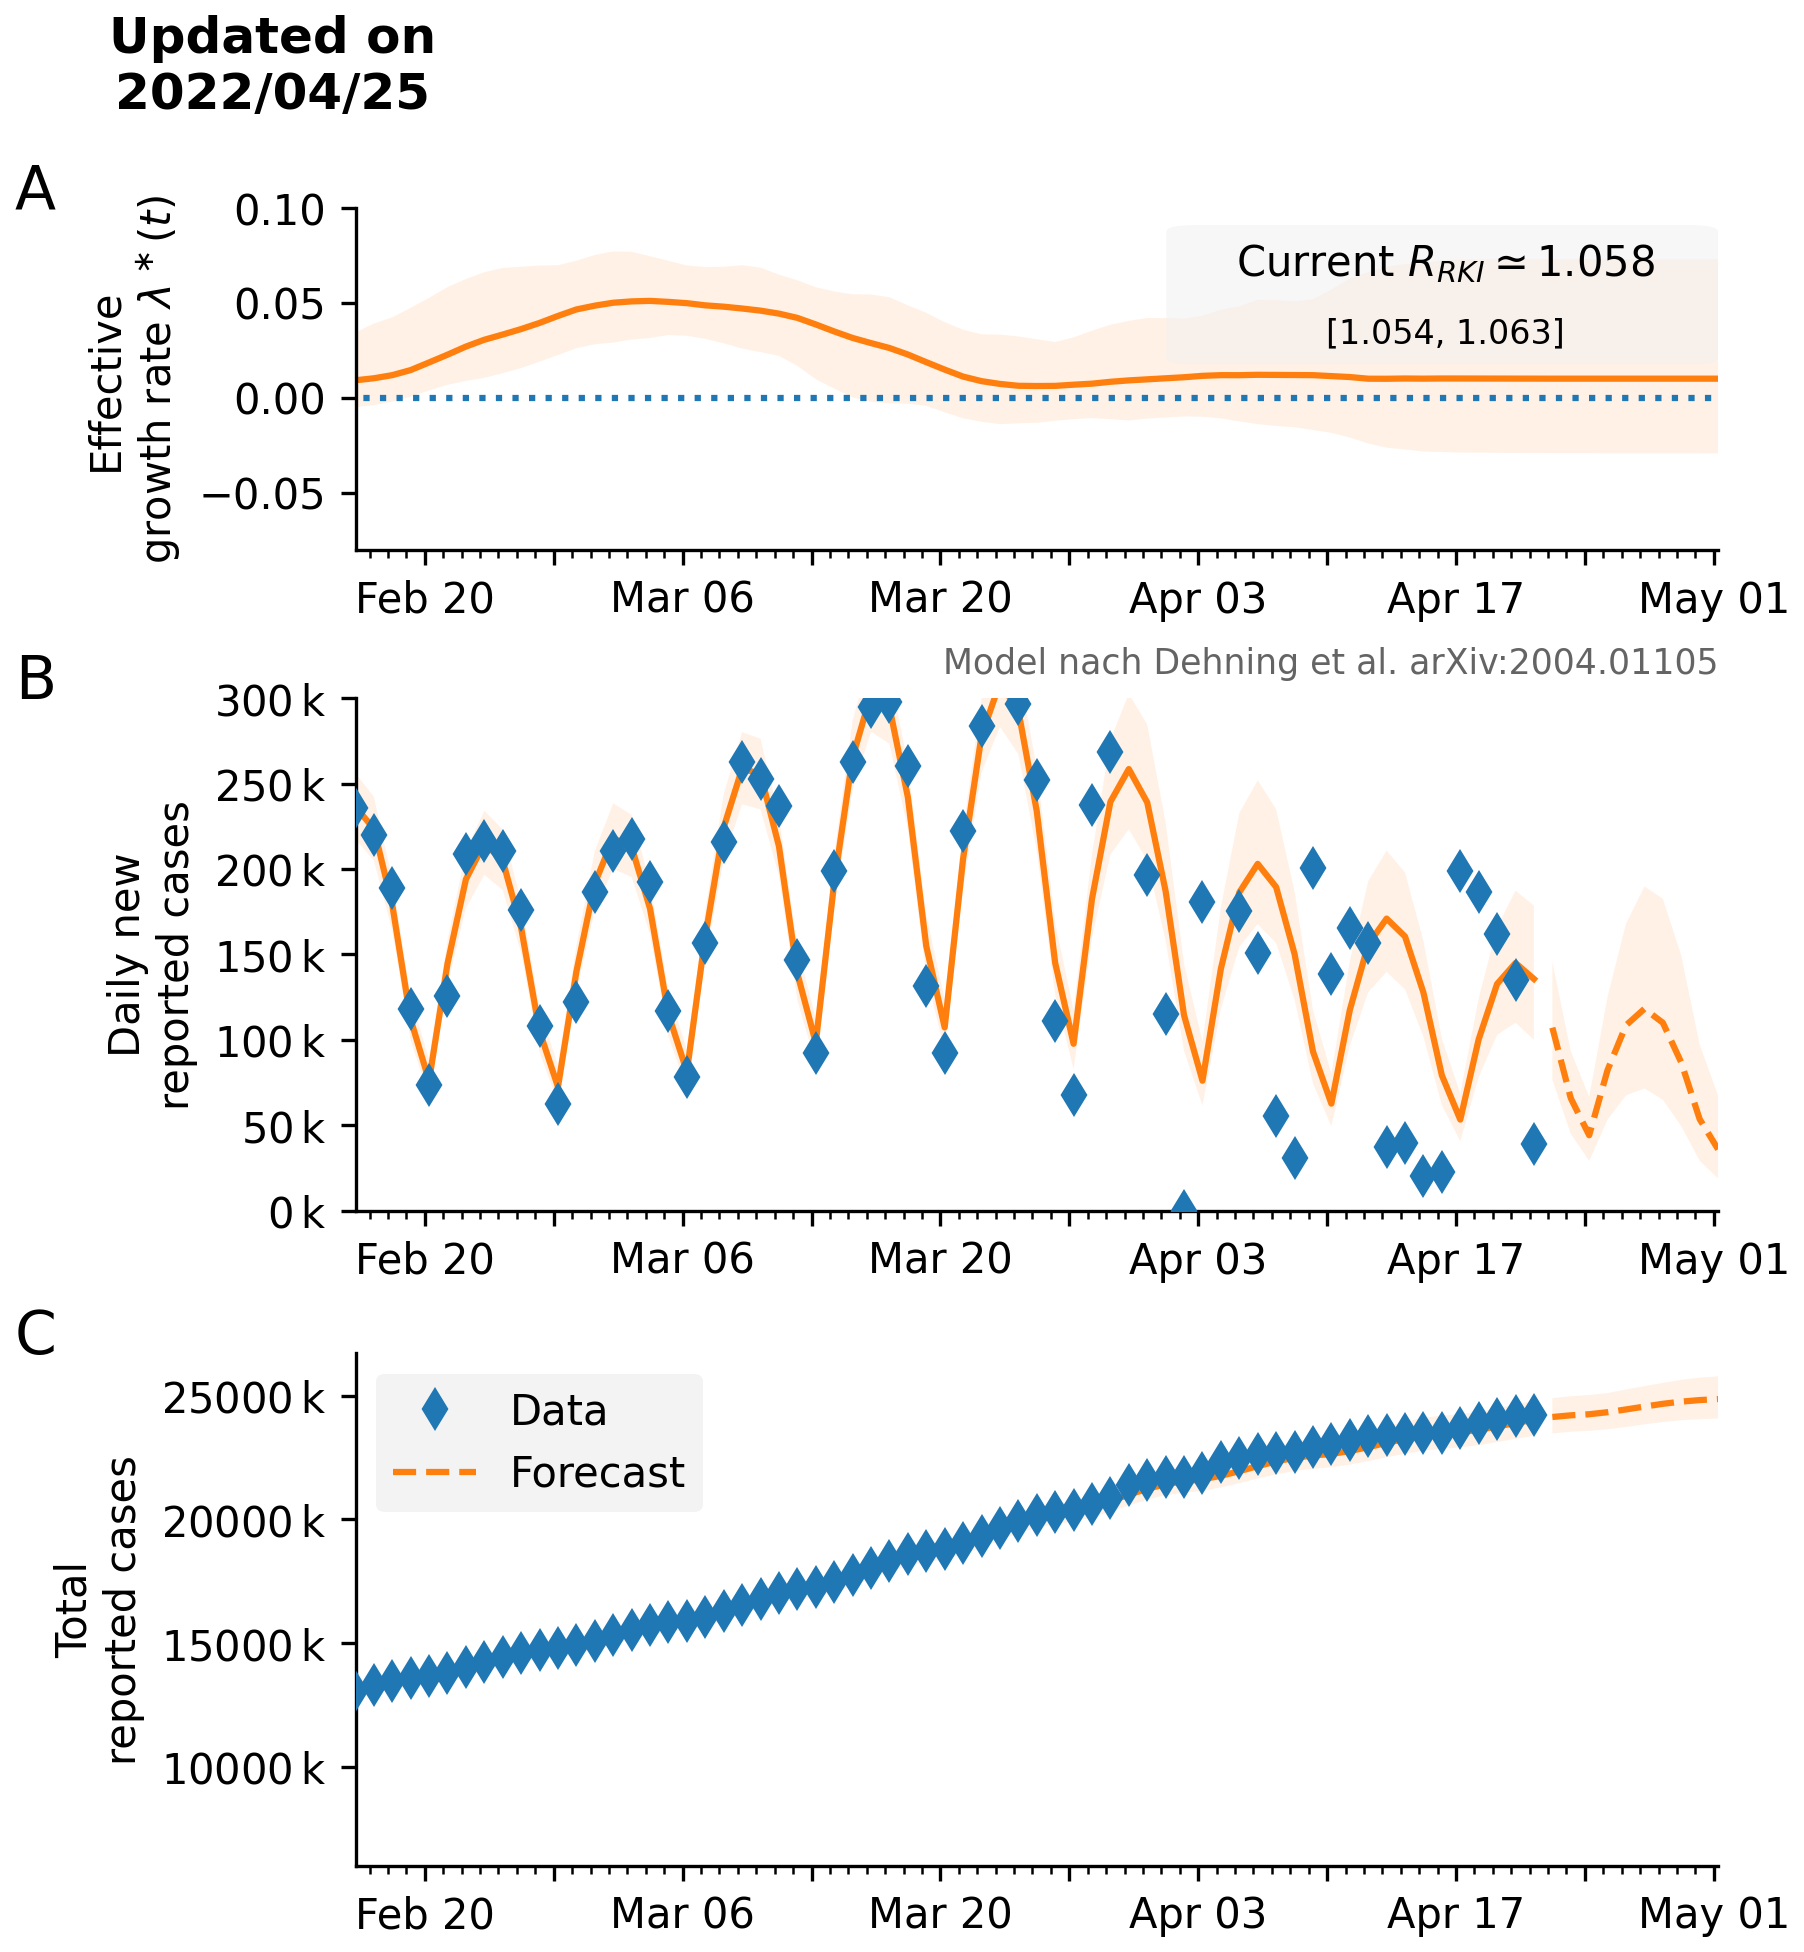 Updated on
2022/04/25
A
Effective
growth rate λ * (t)
0.10
0.05
0.00
−0.05
Current R_RKI ≃ 1.058
[1.054, 1.063]
Feb 20 Mar 06 Mar 20 Apr 03 Apr 17 May 01
Model nach Dehning et al. arXiv:2004.01105
B
Daily new
reported cases
300 k
250 k
200 k
150 k
100 k
50 k
0 k
Feb 20 Mar 06 Mar 20 Apr 03 Apr 17 May 01
C
Total
reported cases
25000 k
20000 k
15000 k
10000 k
Data
Forecast
Feb 20 Mar 06 Mar 20 Apr 03 Apr 17 May 01